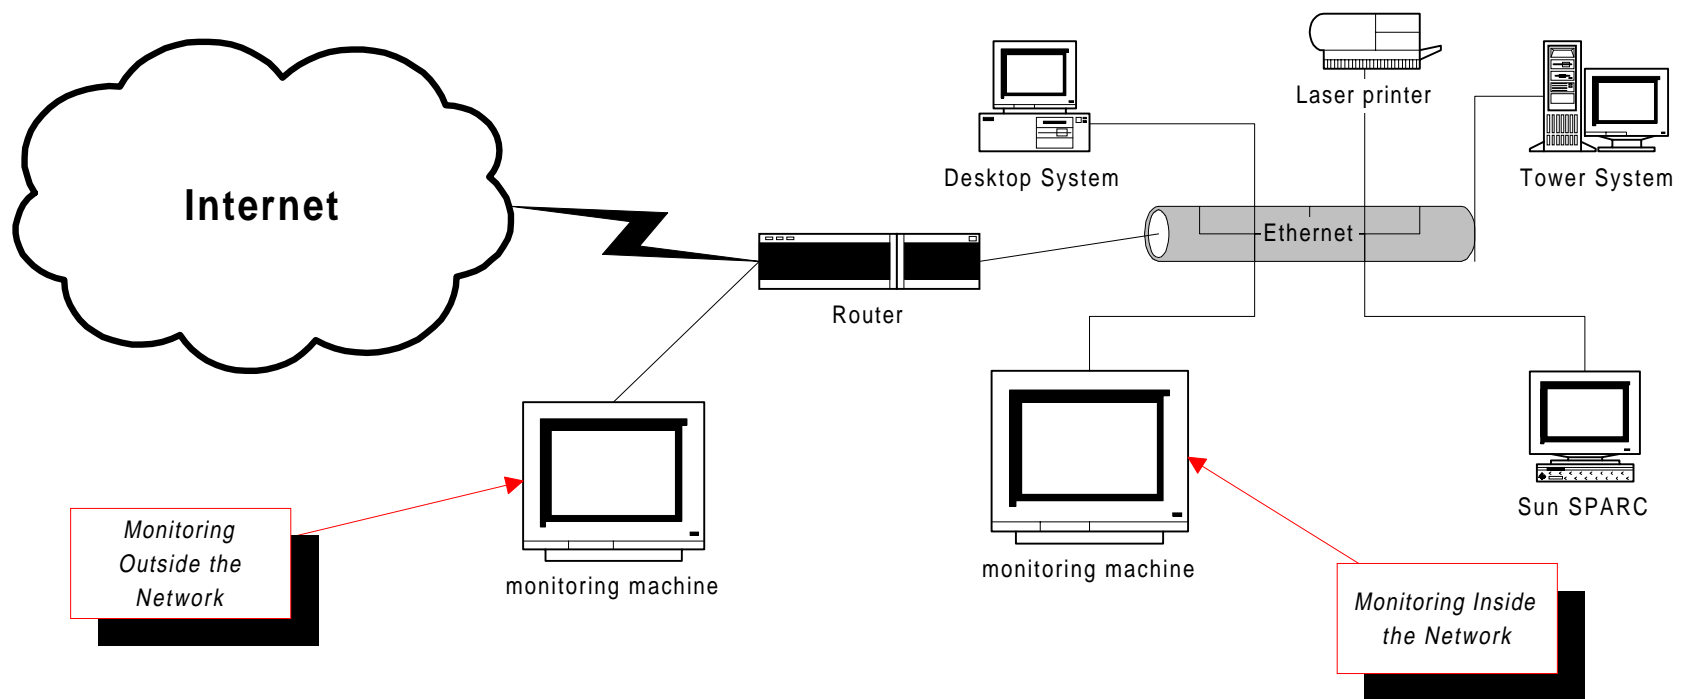 Laser printer
Desktop System
Tower System
Internet
Ethernet
Router
Sun SPARC
Monitoring
Outside the
Network
monitoring machine
monitoring machine
Monitoring Inside
the Network